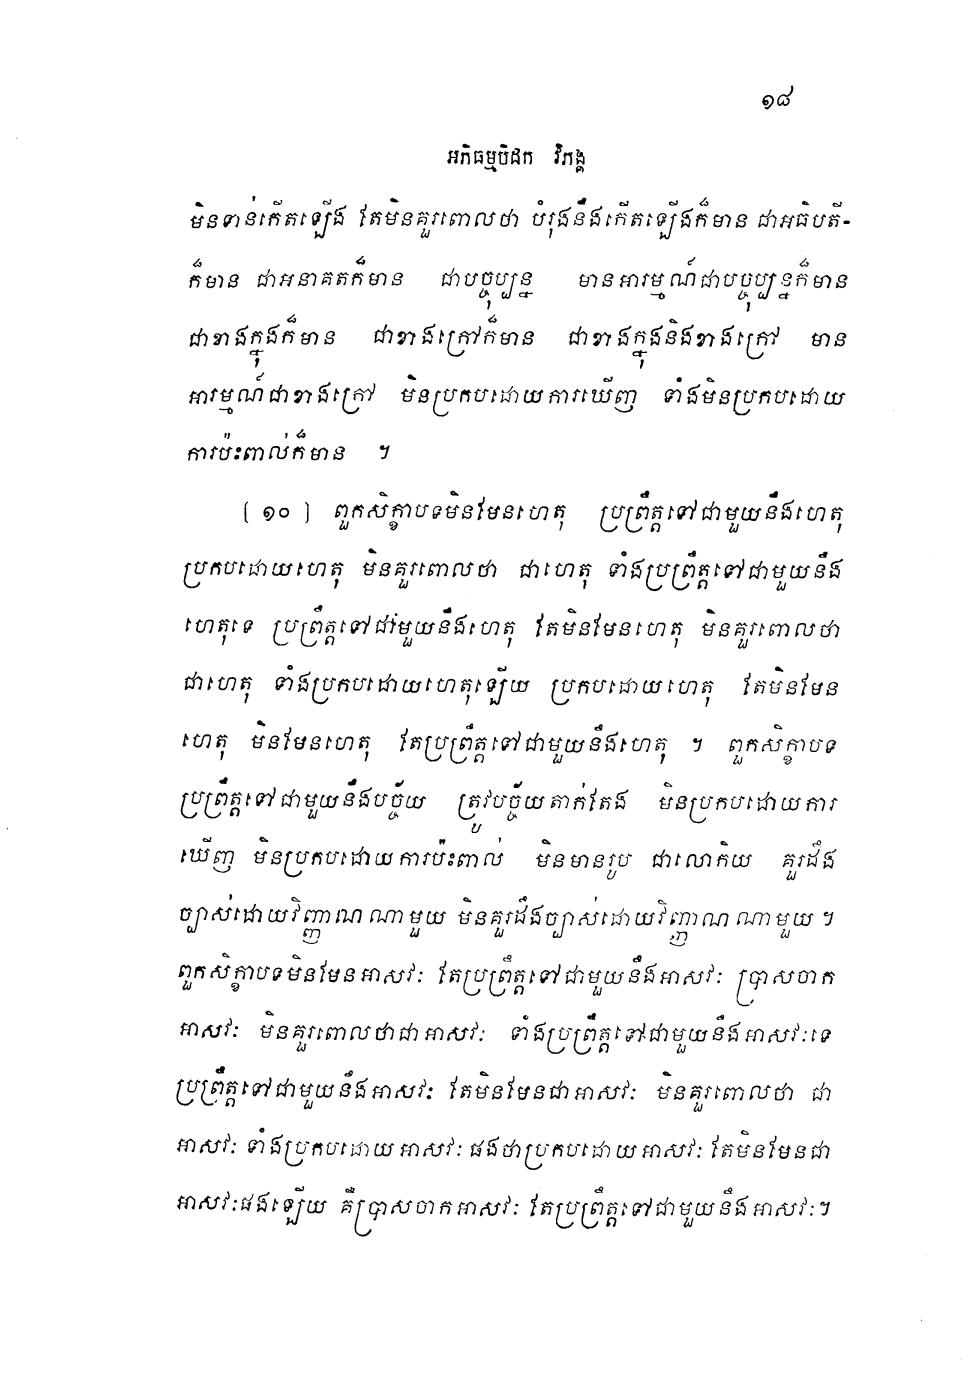 ១៨
អភិធម្មបិដក វិភង្គ
មិនទាន់កើតឡើង តែមិនគួរពោលថា បំរុងនឹងកើតឡើងក៏មាន ជាអធិបតី-
ក៏មាន ជាអនាគតក៏មាន ជាបច្ចុប្បន្ន មានអារម្មណ៍ជាបច្ចុប្បន្នក៏មាន
ជាខាងក្នុងក៏មាន ជាខាងក្រៅក៏មាន ជាខាងក្នុងនិងខាងក្រៅ មាន
អារម្មណ៍ជាខាងក្រៅ មិនប្រកបដោយការឃើញ ទាំងមិនប្រកបដោយ
ការប៉ះពាល់ក៏មាន ។
[ ១០ ] ពួកសិក្ខាបទមិនមែនហេតុ ប្រព្រឹត្តទៅជាមួយនឹងហេតុ
ប្រកបដោយហេតុ មិនគួរពោលថា ជាហេតុ ទាំងប្រព្រឹត្តទៅជាមួយនឹង
ហេតុទេ ប្រព្រឹត្តទៅជាមួយនឹងហេតុ តែមិនមែនហេតុ មិនគួរពោលថា
ជាហេតុ ទាំងប្រកបដោយហេតុឡើយ ប្រកបដោយហេតុ តែមិនមែន
ហេតុ មិនមែនហេតុ តែប្រព្រឹត្តទៅជាមួយនឹងហេតុ ។ ពួកសិក្ខាបទ
ប្រព្រឹត្តទៅជាមួយនឹងបច្ច័យ ត្រូវបច្ច័យតាក់តែង មិនប្រកបដោយការ
ឃើញ មិនប្រកបដោយការប៉ះពាល់ មិនមានរូប ជាលោកិយ គួរដឹង
ច្បាស់ដោយវិញ្ញាណណាមួយ មិនគួរដឹងច្បាស់ដោយវិញ្ញាណណាមួយ ។
ពួកសិក្ខាបទមិនមែនអាសវៈ តែប្រព្រឹត្តទៅជាមួយនឹងអាសវៈ ប្រាសចាក
អាសវៈ មិនគួរពោលថាជាអាសវៈ ទាំងប្រព្រឹត្តទៅជាមួយនឹងអាសវៈទេ
ប្រព្រឹត្តទៅជាមួយនឹងអាសវៈ តែមិនមែនជាអាសវៈ មិនគួរពោលថា ជា
អាសវៈ ទាំងប្រកបដោយអាសវៈ ផងថាប្រកបដោយអាសវៈ តែមិនមែនជា
អាសវៈផងឡើយ គឺប្រាសចាកអាសវៈ តែប្រព្រឹត្តទៅជាមួយនឹងអាសវៈ។